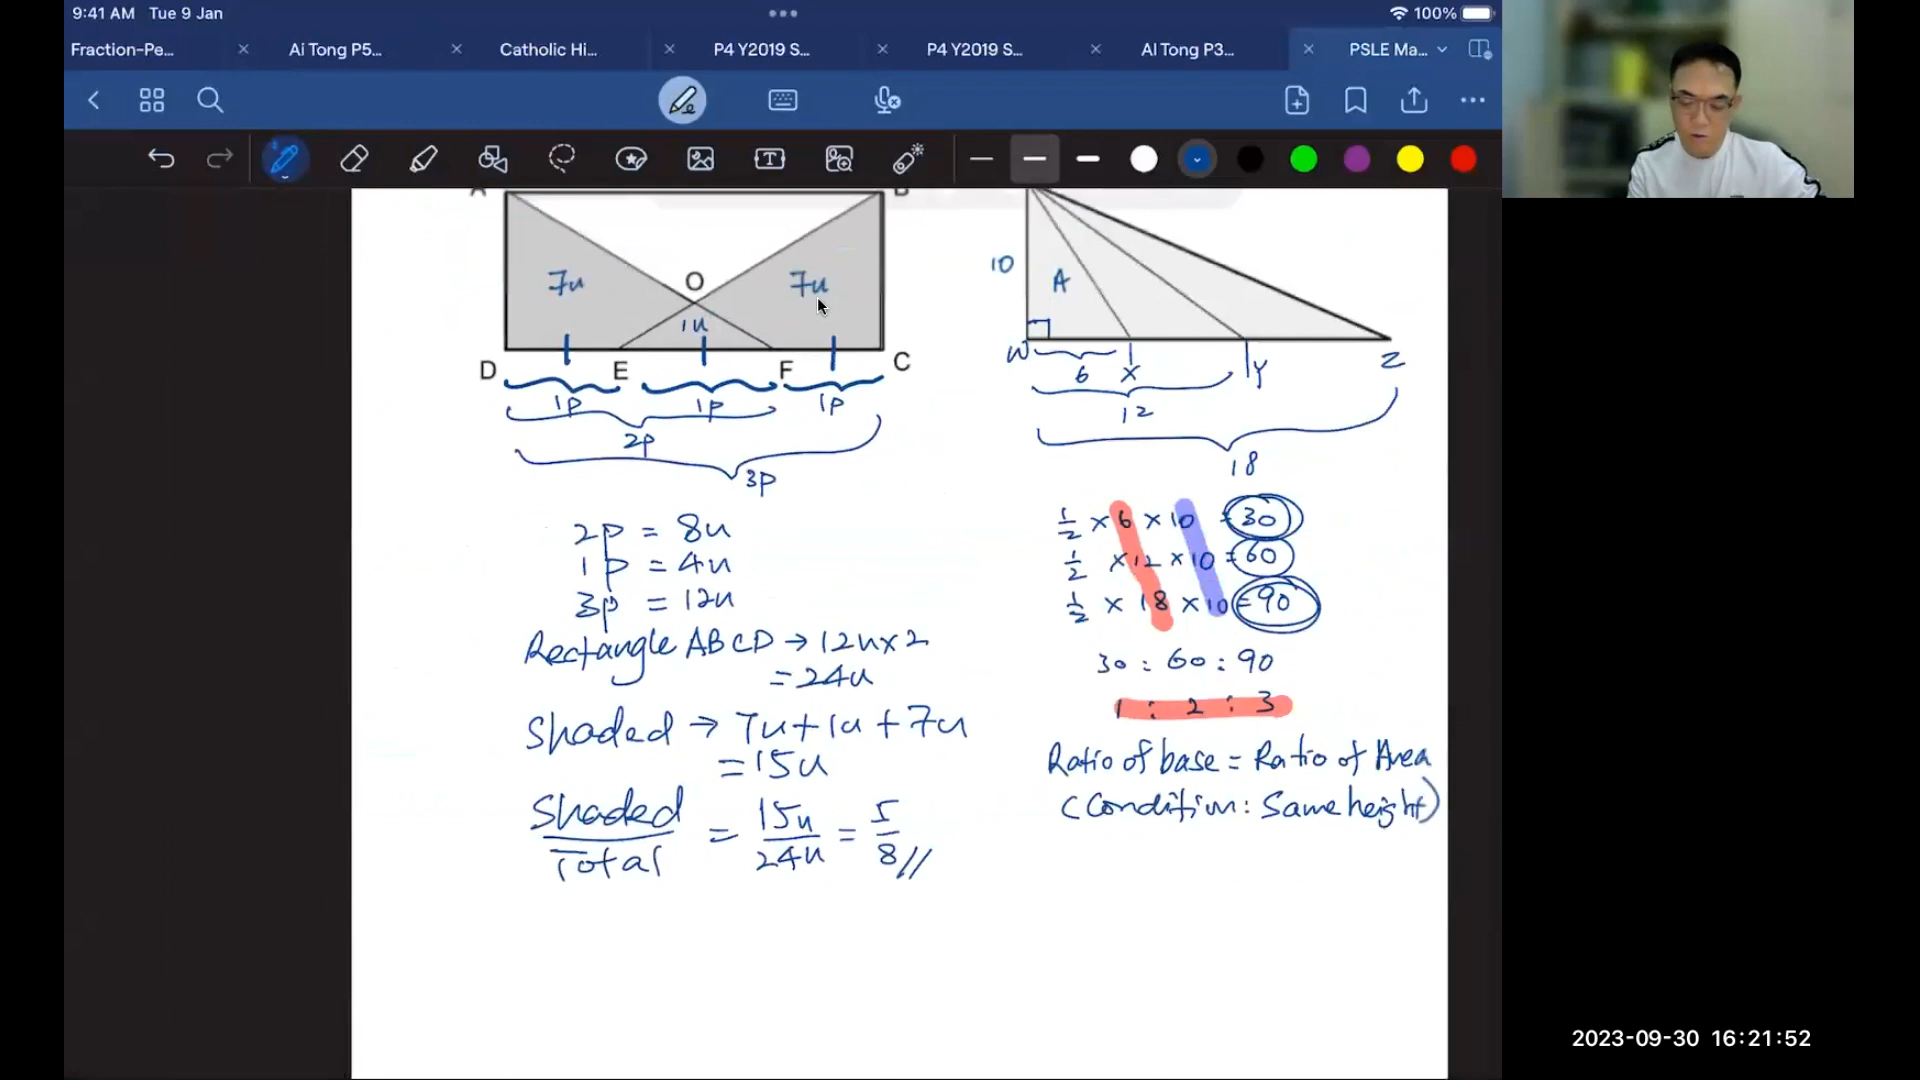 9:41 AM Tue 9 Jan
100%
Fraction-Pe...
Ai Tong P5...
Catholic Hi...
P4 Y2019 S...
P4 Y2019 S...
AI Tong P3...
PSLE Ma...
7u
O
7u
1u
D
E
F
C
1p
1p
1p
2p
3p
2p = 8u
1p = 4u
3p = 12u
Rectangle ABCD → 12u×2
= 24u
Shaded → 7u+1u+7u
= 15u
Shaded/Total = 15u/24u = 5/8//
10
A
W
6
X
Y
Z
12
18
1/2 × 6 × 10 = 30
1/2 × 12 × 10 = 60
1/2 × 18 × 10 = 90
30 : 60 : 90
1 : 2 : 3
Ratio of base = Ratio of Area
(Condition: Same height)
2023-09-30 16:21:52